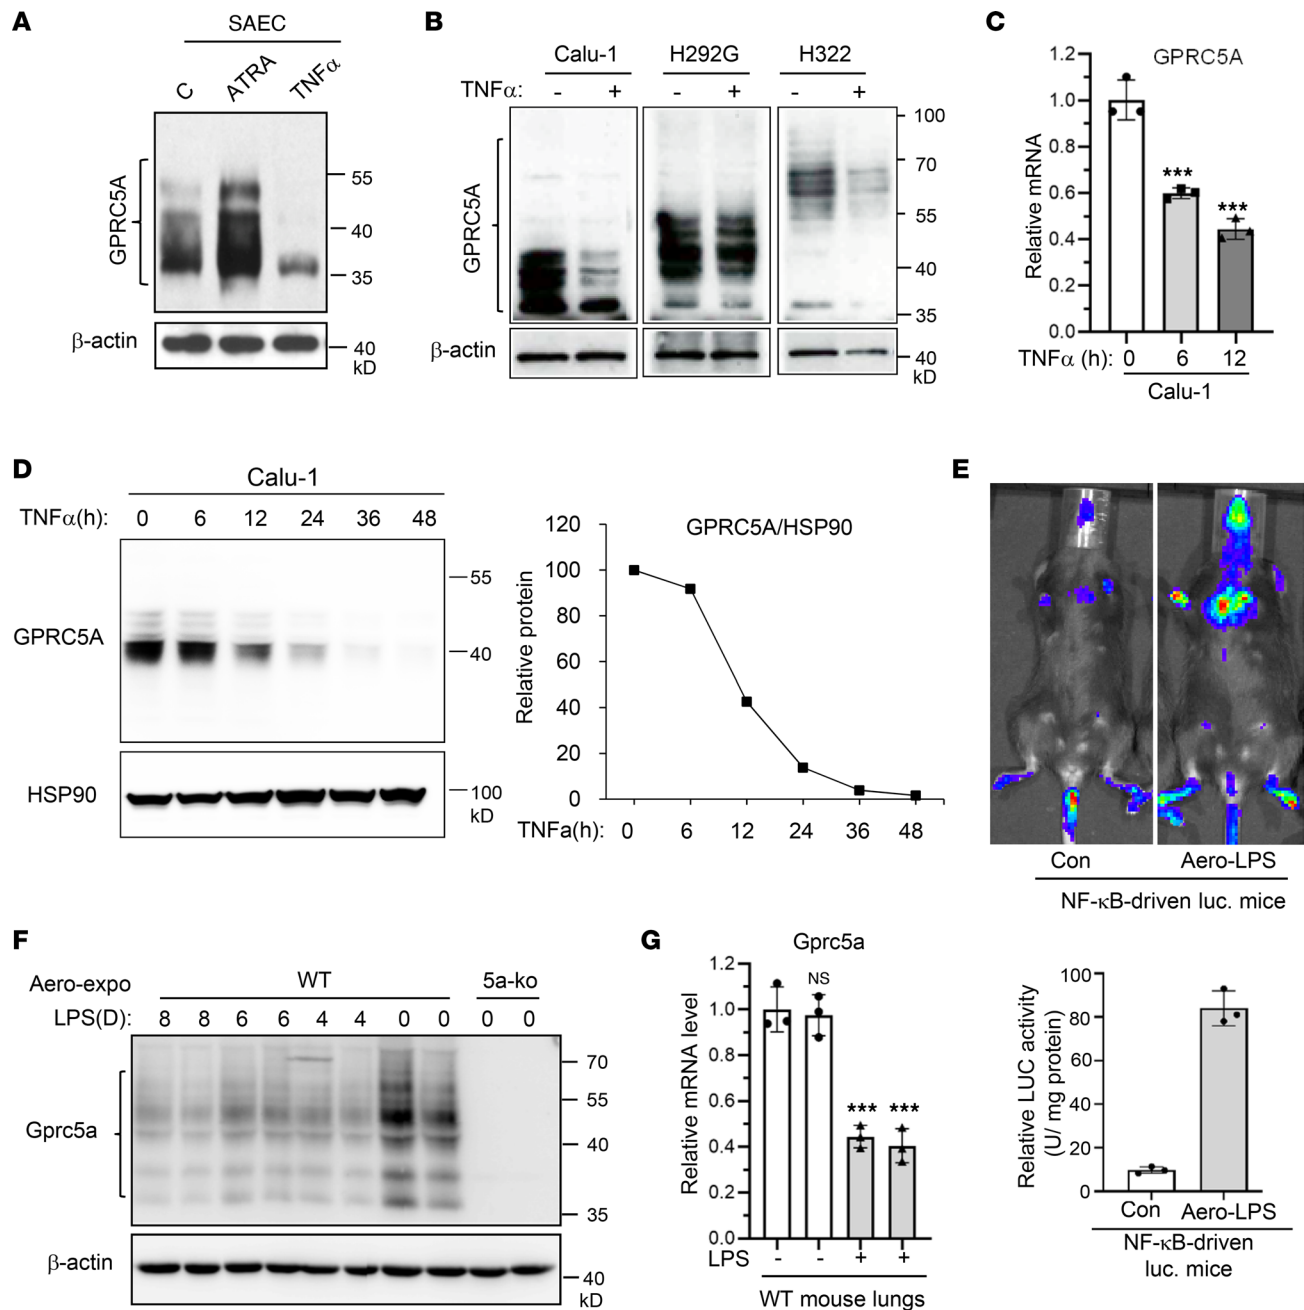 A
SAEC
C ATRA TNFα
GPRC5A
55
40
35
β-actin
40
kD
B
Calu-1 H292G H322
TNFα: - + - + - +
GPRC5A
100
70
55
40
35
β-actin
40
kD
C
GPRC5A
Relative mRNA
1.2
1.0
0.8
0.6
0.4
0.2
0.0
***
***
TNFα (h): 0 6 12
Calu-1
D
Calu-1
TNFα(h): 0 6 12 24 36 48
GPRC5A
55
40
HSP90
100
kD
GPRC5A/HSP90
Relative protein
120
100
80
60
40
20
0
TNFa(h): 0 6 12 24 36 48
E
Con Aero-LPS
NF-κB-driven luc. mice
Relative LUC activity
(U/ mg protein)
100
80
60
40
20
0
Con Aero-LPS
NF-κB-driven
luc. mice
F
Aero-expo WT 5a-ko
LPS(D): 8 8 6 6 4 4 0 0 0 0
Gprc5a
70
55
40
35
β-actin
40
kD
G
Gprc5a
Relative mRNA level
1.2
1.0
0.8
0.6
0.4
0.2
0.0
NS
*** ***
LPS - - + +
WT mouse lungs